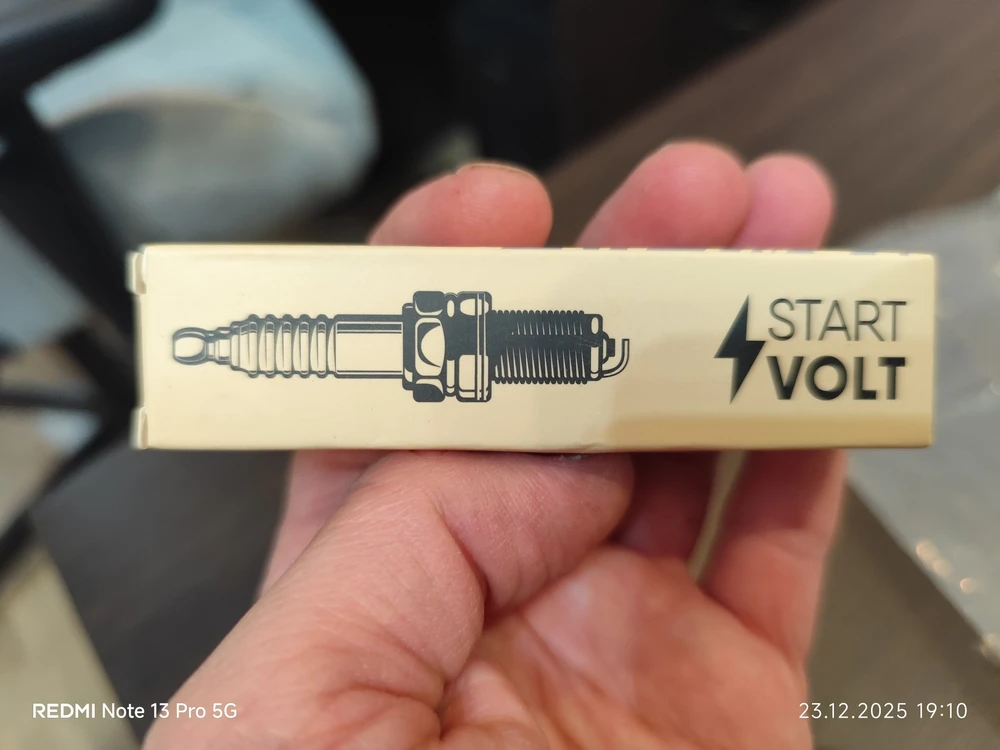 START
VOLT
REDMI Note 13 Pro 5G
23.12.2025 19:10